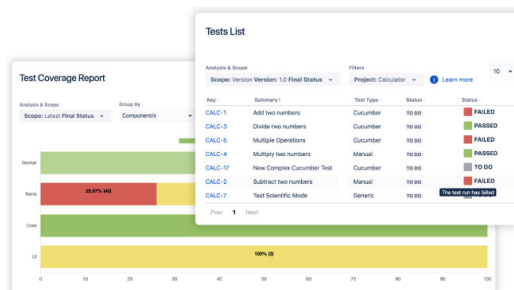 Tests List
Analysis & Scope
Filters
Scope: Version Version: 1.0 Final Status
Project: Calculator
Learn more
10
Key
Summary
Test Type
Status
Status
CALC-1 Add two numbers Cucumber TO DO FAILED
CALC-3 Divide two numbers Cucumber TO DO PASSED
CALC-5 Multiple Operations Cucumber TO DO FAILED
CALC-4 Multiply two numbers Manual TO DO PASSED
CALC-17 New Complex Cucumber Test Cucumber TO DO TO DO
CALC-2 Subtract two numbers Manual TO DO FAILED
CALC-7 Test Scientific Mode Generic TO DO
The test run has failed
Prev 1 Next
Test Coverage Report
Analysis & Scope
Group By
Scope: Latest Final Status
Component/s
None
25.97% (40)
Core
UI
100% (3)
0 10 20 30 40 50 60 70 80 90 100